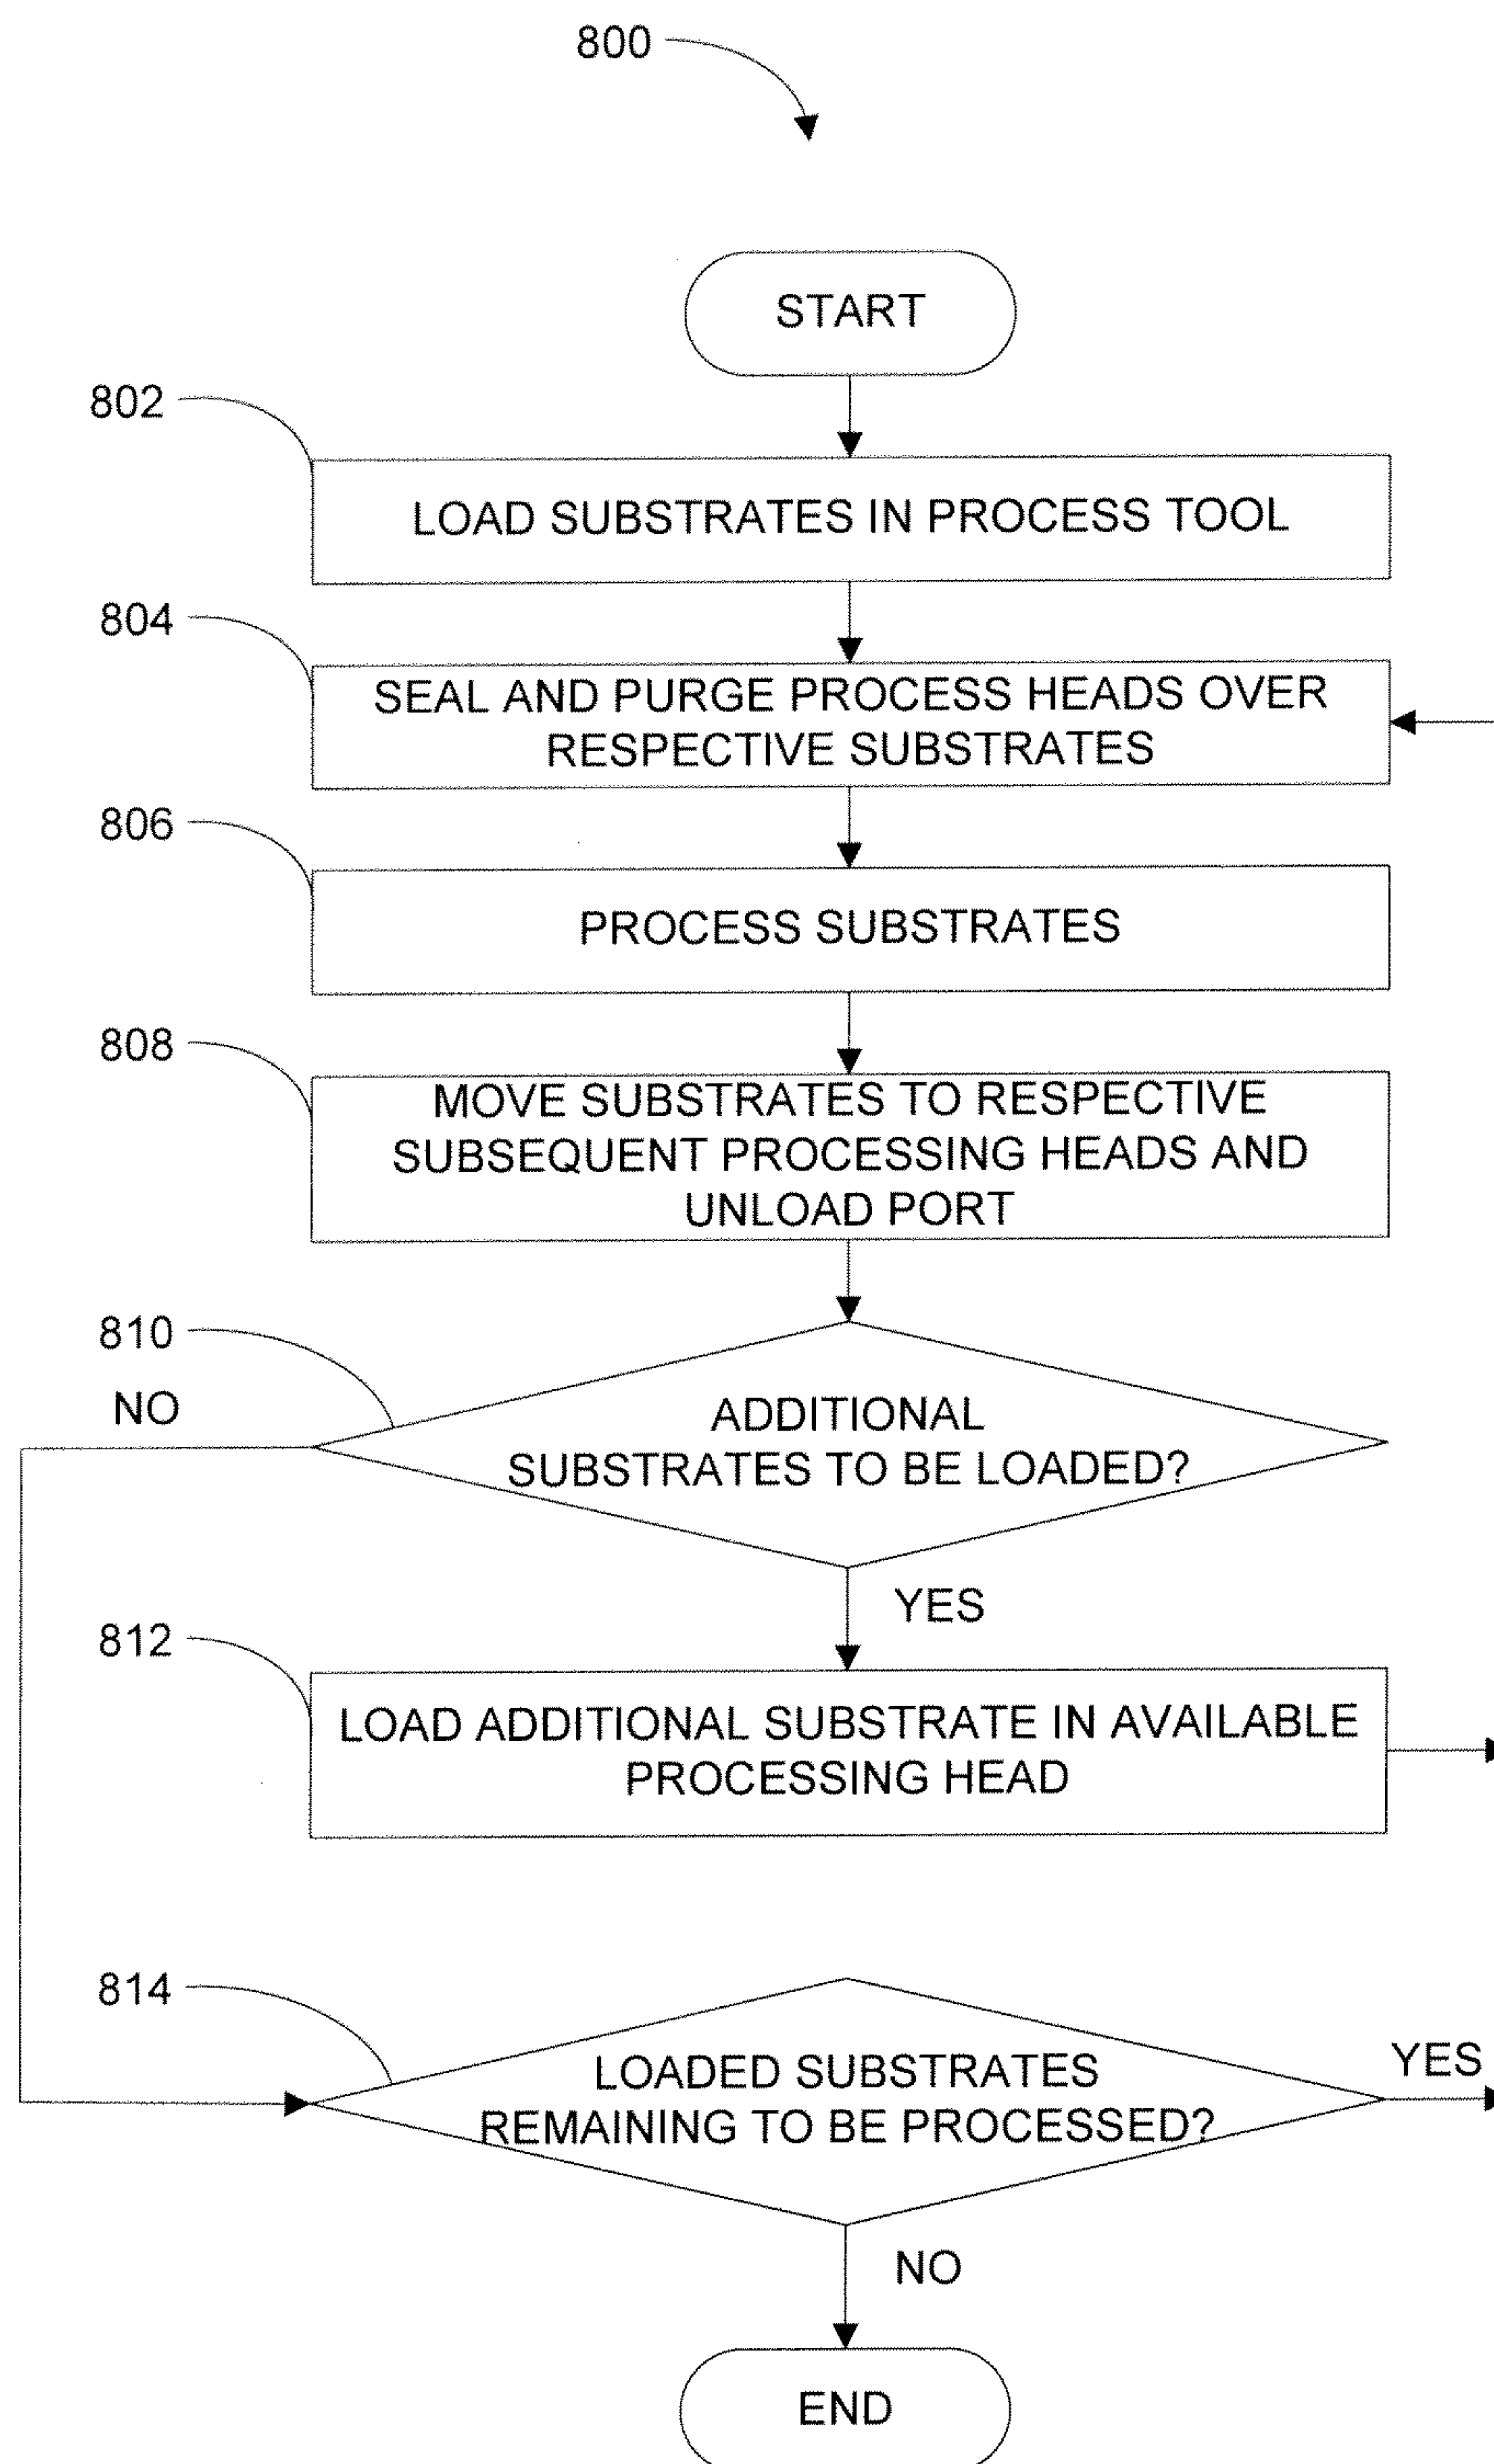 800
START
802
LOAD SUBSTRATES IN PROCESS TOOL
804
SEAL AND PURGE PROCESS HEADS OVER
RESPECTIVE SUBSTRATES
806
PROCESS SUBSTRATES
808
MOVE SUBSTRATES TO RESPECTIVE
SUBSEQUENT PROCESSING HEADS AND
UNLOAD PORT
810
NO
ADDITIONAL
SUBSTRATES TO BE LOADED?
YES
812
LOAD ADDITIONAL SUBSTRATE IN AVAILABLE
PROCESSING HEAD
814
LOADED SUBSTRATES
REMAINING TO BE PROCESSED?
YES
NO
END